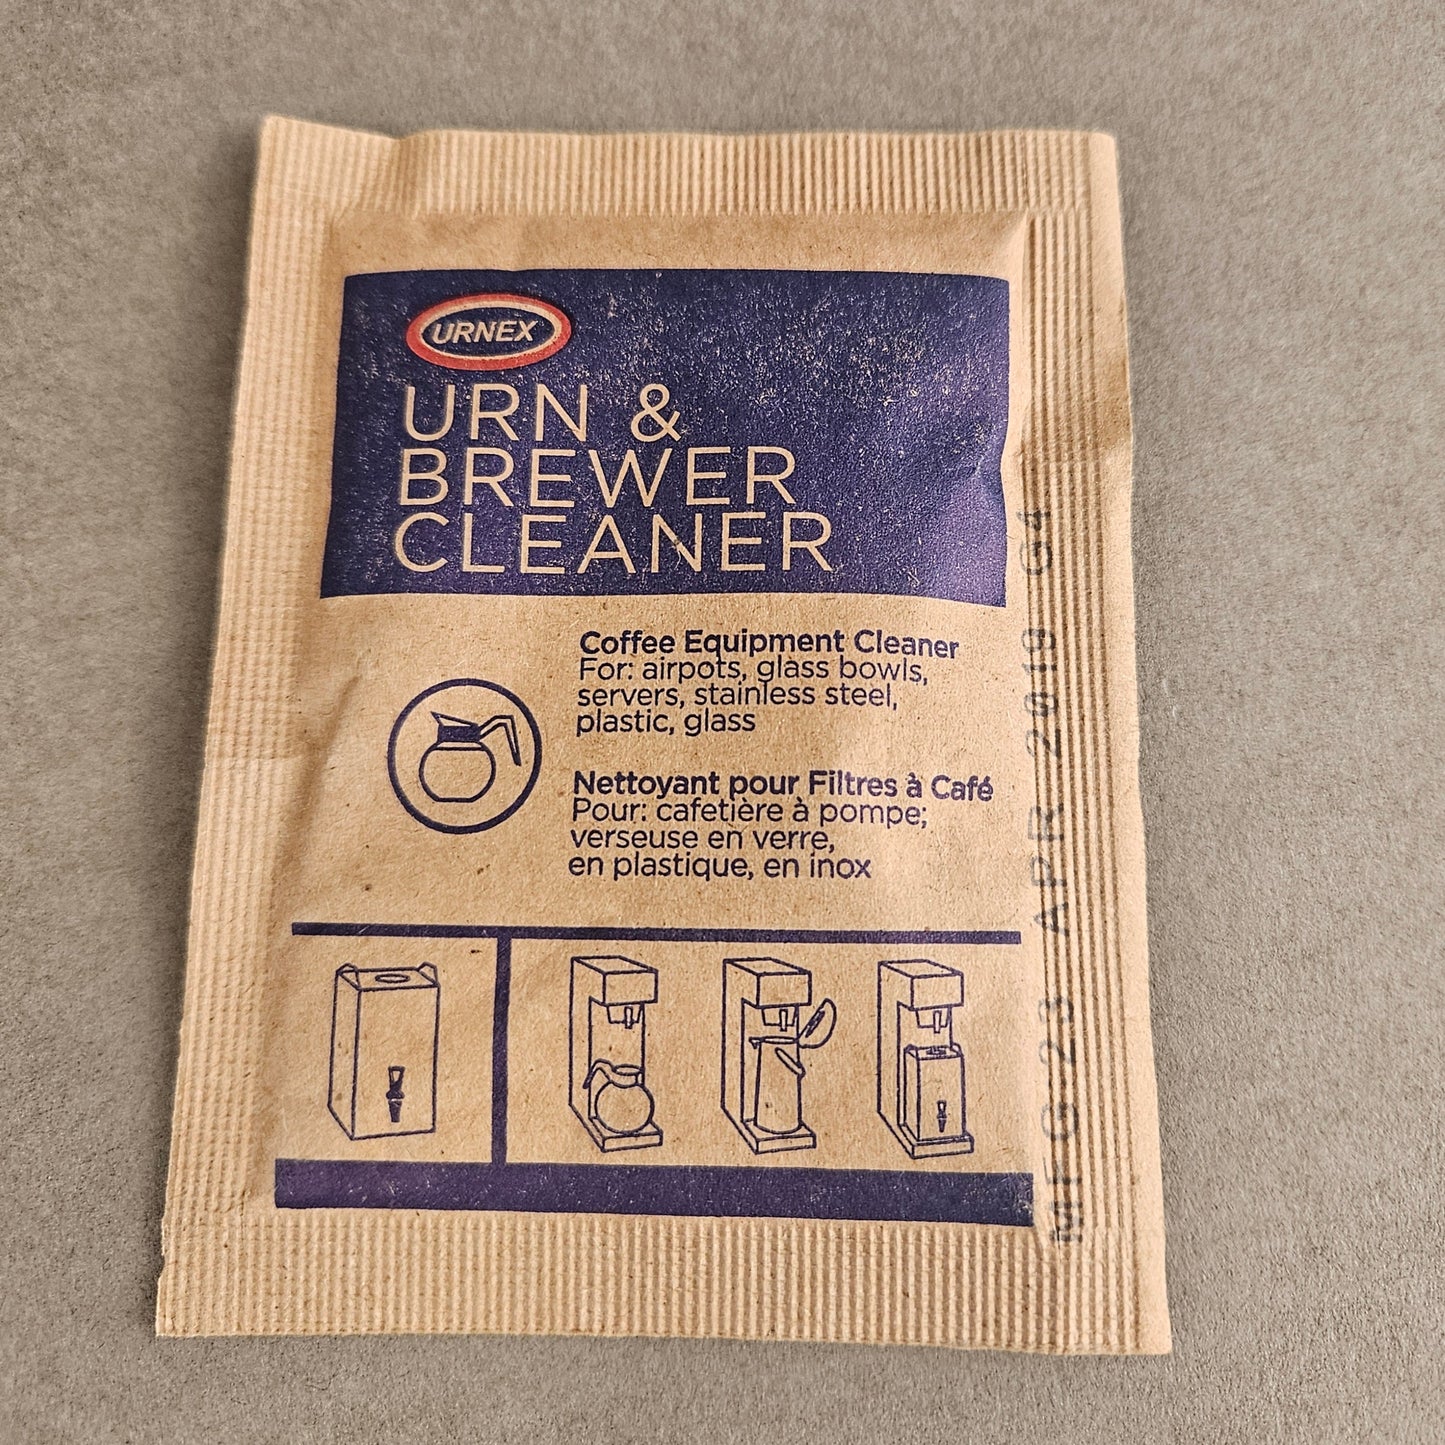 URNEX
URN &
BREWER
CLEANER
Coffee Equipment Cleaner
For: airpots, glass bowls,
servers, stainless steel,
plastic, glass
Nettoyant pour Filtres à Café
Pour: cafetière à pompe;
verseuse en verre,
en plastique, en inox
MFG 23 APR 2019 G4